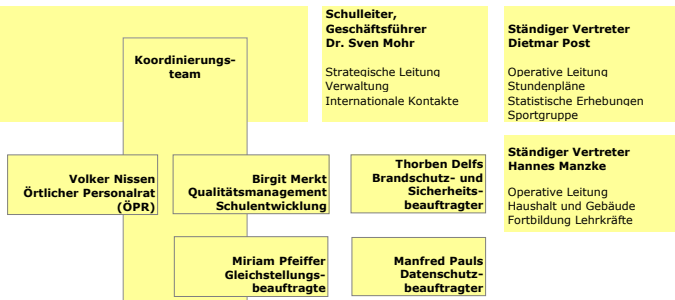 Koordinierungs-
team
Schulleiter,
Geschäftsführer
Dr. Sven Mohr
Strategische Leitung
Verwaltung
Internationale Kontakte
Ständiger Vertreter
Dietmar Post
Operative Leitung
Stundenpläne
Statistische Erhebungen
Sportgruppe
Volker Nissen
Örtlicher Personalrat
(ÖPR)
Birgit Merkt
Qualitätsmanagement
Schulentwicklung
Thorben Delfs
Brandschutz- und
Sicherheits-
beauftragter
Ständiger Vertreter
Hannes Manzke
Operative Leitung
Haushalt und Gebäude
Fortbildung Lehrkräfte
Miriam Pfeiffer
Gleichstellungs-
beauftragte
Manfred Pauls
Datenschutz-
beauftragter